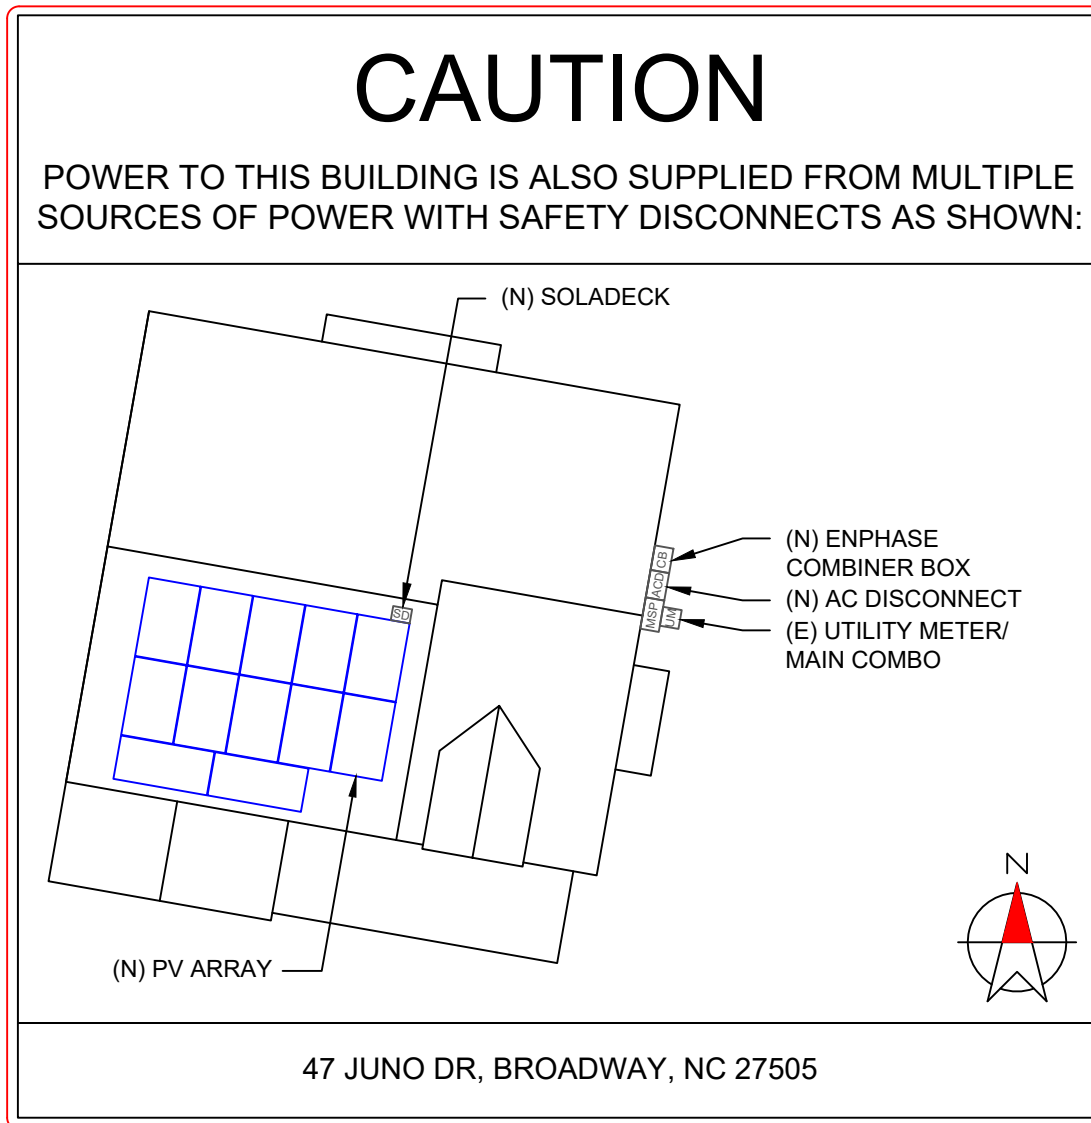 CAUTION
POWER TO THIS BUILDING IS ALSO SUPPLIED FROM MULTIPLE
SOURCES OF POWER WITH SAFETY DISCONNECTS AS SHOWN:
(N) SOLADECK
(N) ENPHASE
COMBINER BOX
(N) AC DISCONNECT
(E) UTILITY METER/
MAIN COMBO
CB
ACD
MSP
UM
SD
(N) PV ARRAY
N
47 JUNO DR, BROADWAY, NC 27505